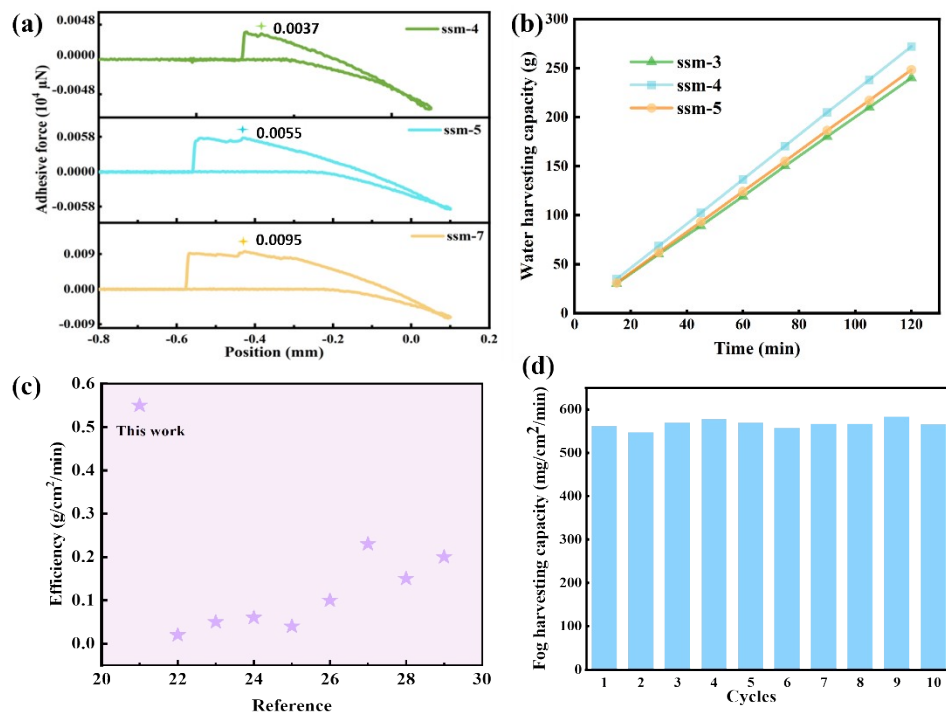 (a)
0.0048
0.0000
-0.0048
0.0037
ssm-4
0.0058
0.0000
-0.0058
0.0055
ssm-5
0.009
0.000
-0.009
0.0095
ssm-7
Adhesive force (10⁴ μN)
-0.8 -0.6 -0.4 -0.2 0.0 0.2
Position (mm)
(b)
300
250
200
150
100
50
0
ssm-3
ssm-4
ssm-5
Water harvesting capacity (g)
0 20 40 60 80 100 120
Time (min)
(c)
0.6
0.5
0.4
0.3
0.2
0.1
0.0
This work
Efficiency (g/cm²/min)
20 22 24 26 28 30
Reference
(d)
600
500
400
300
200
100
0
Fog harvesting capacity (mg/cm²/min)
1 2 3 4 5 6 7 8 9 10
Cycles